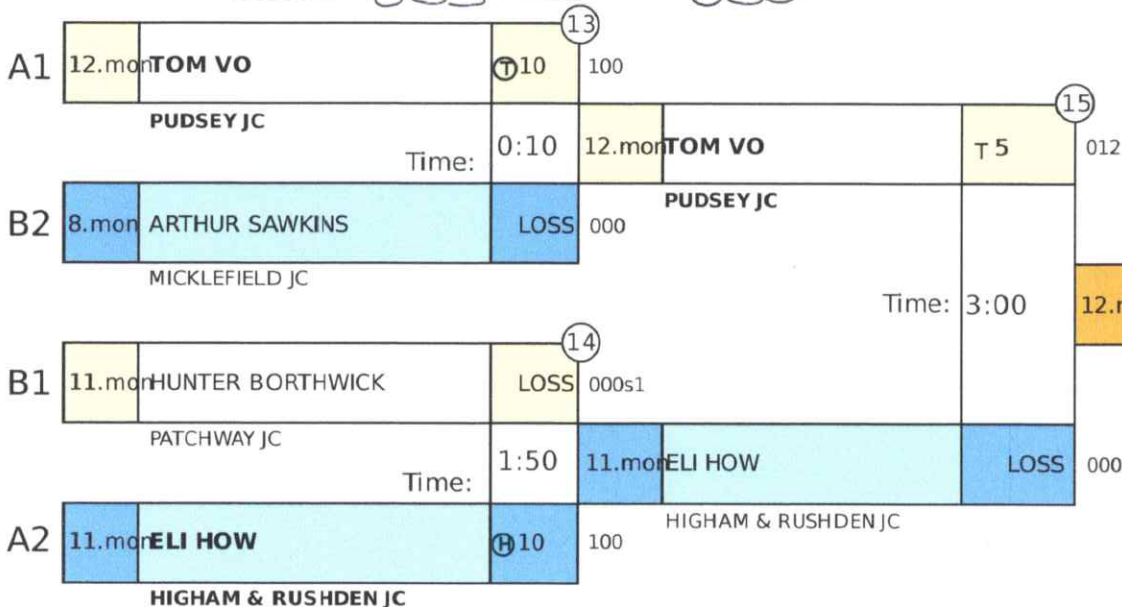 13
A1 12.mon TOM VO T 10 100
15
PUDSEY JC
Time: 0:10 12.mon TOM VO T 5 012
B2 8.mon ARTHUR SAWKINS LOSS 000 PUDSEY JC
MICKLEFIELD JC
Time: 3:00 12.
14
B1 11.mon HUNTER BORTHWICK LOSS 000s1
PATCHWAY JC
Time: 1:50 11.mon ELI HOW LOSS 000
HIGHAM & RUSHDEN JC
A2 11.mon ELI HOW H 10 100
HIGHAM & RUSHDEN JC